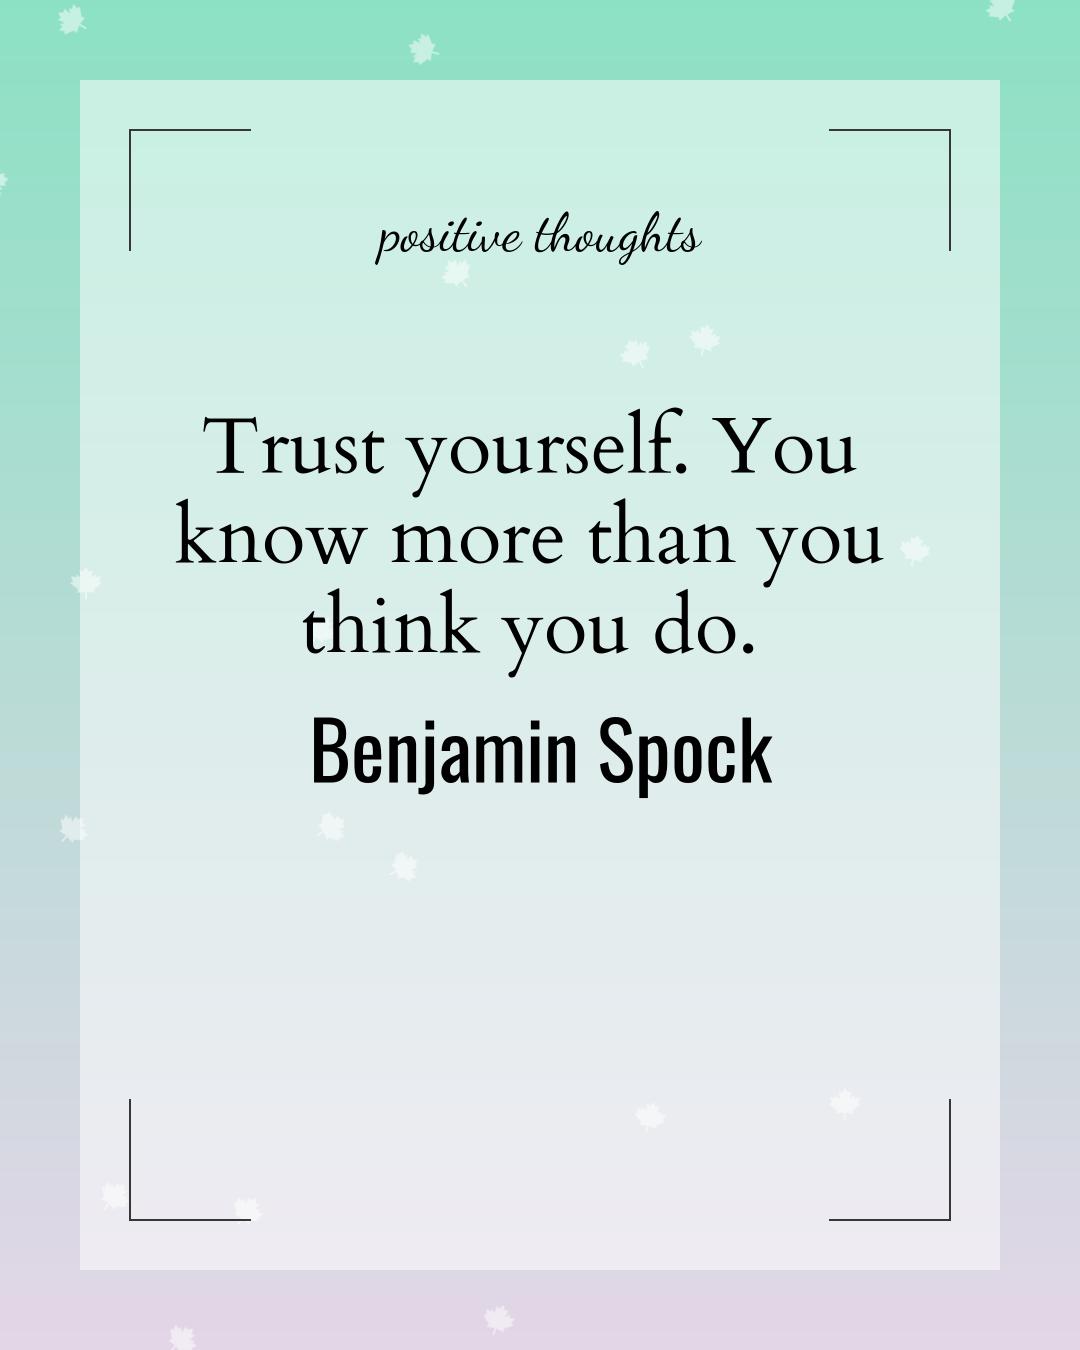 positive thoughts
Trust yourself. You
know more than you
think you do.
Benjamin Spock